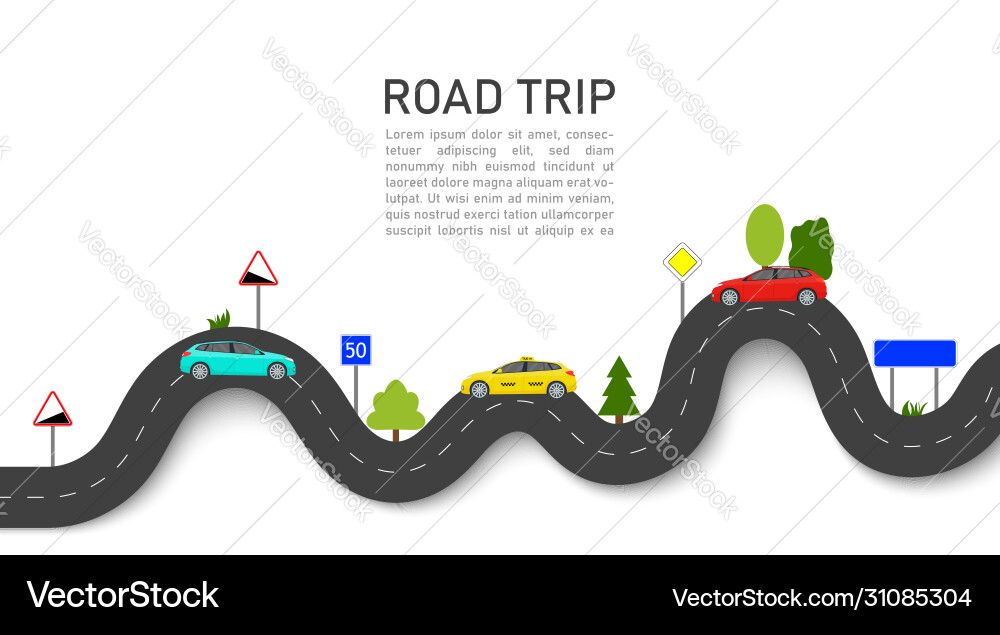 ROAD TRIP
Lorem ipsum dolor sit amet, consec-
tetuer adipiscing elit, sed diam
nonummy nibh euismod tincidunt ut
laoreet dolore magna aliquam erat vo-
lutpat. Ut wisi enim ad minim veniam,
quis nostrud exerci tation ullamcorper
suscipit lobortis nisl ut aliquip ex ea
50
VectorStock
VectorStock.com/31085304